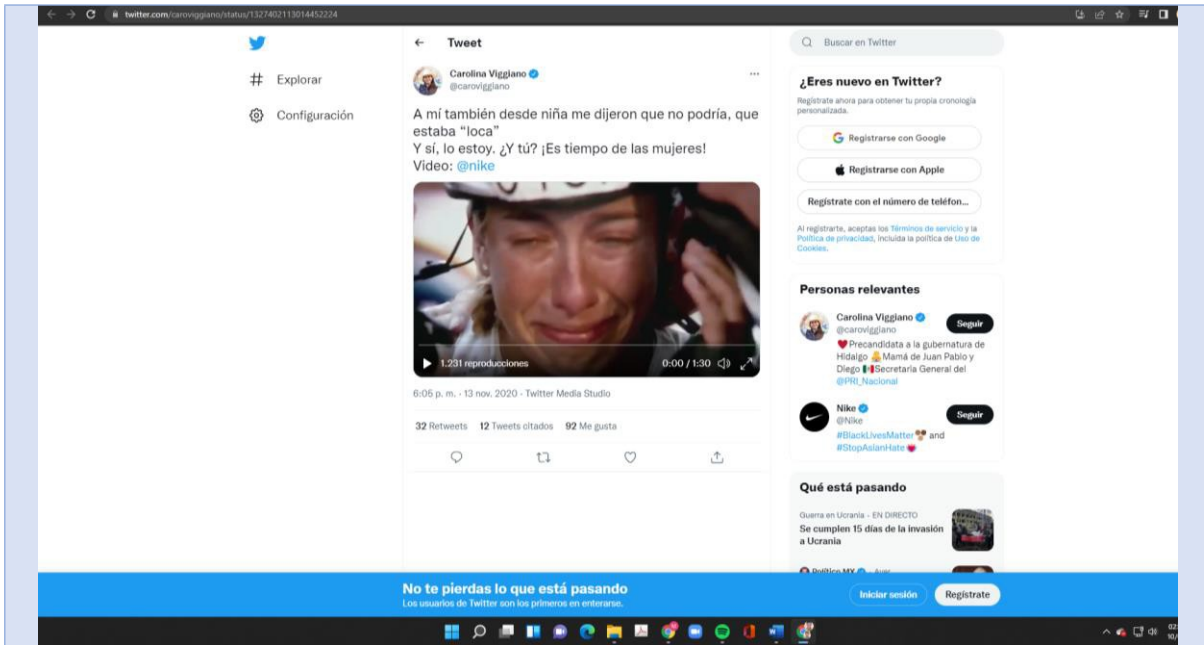 twitter.com/caroviggiano/status/1327402113014452224
Explorar
Configuración
Tweet
Carolina Viggiano
@caroviggiano
A mí también desde niña me dijeron que no podría, que
estaba “loca”
Y sí, lo estoy. ¿Y tú? ¡Es tiempo de las mujeres!
Video: @nike
1.231 reproducciones
0:00 / 1:30
6:05 p. m. · 13 nov. 2020 · Twitter Media Studio
32 Retweets 12 Tweets citados 92 Me gusta
Buscar en Twitter
¿Eres nuevo en Twitter?
Regístrate ahora para obtener tu propia cronología
personalizada.
Registrarse con Google
Registrarse con Apple
Regístrate con el número de teléfon...
Al registrarte, aceptas los Términos de servicio y la
Política de privacidad, incluida la política de Uso de
Cookies.
Personas relevantes
Carolina Viggiano
@caroviggiano
Seguir
Precandidata a la gubernatura de
Hidalgo Mamá de Juan Pablo y
Diego Secretaria General del
@PRI_Nacional
Nike
@Nike
Seguir
#BlackLivesMatter and
#StopAsianHate
Qué está pasando
Guerra en Ucrania · EN DIRECTO
Se cumplen 15 días de la invasión
a Ucrania
No te pierdas lo que está pasando
Los usuarios de Twitter son los primeros en enterarse.
Iniciar sesión
Regístrate